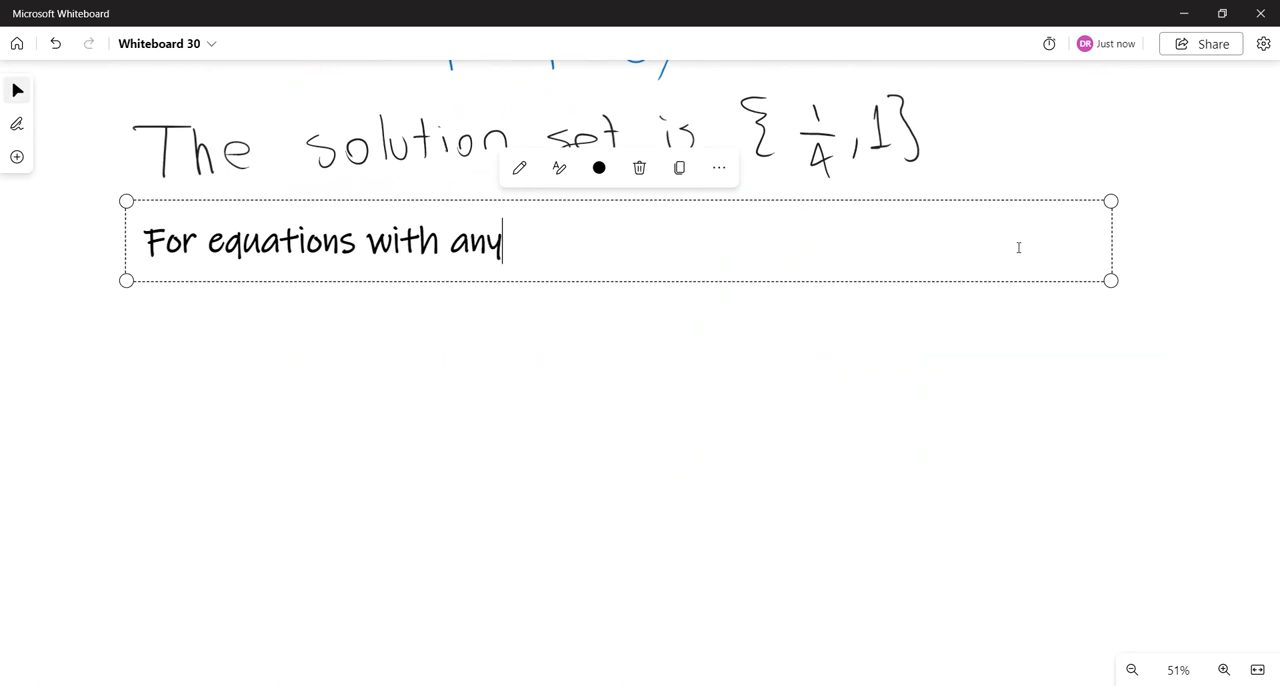 Microsoft Whiteboard
Whiteboard 30
DR Just now
Share
The solution set is { 1/4 , 1}
For equations with any
51%